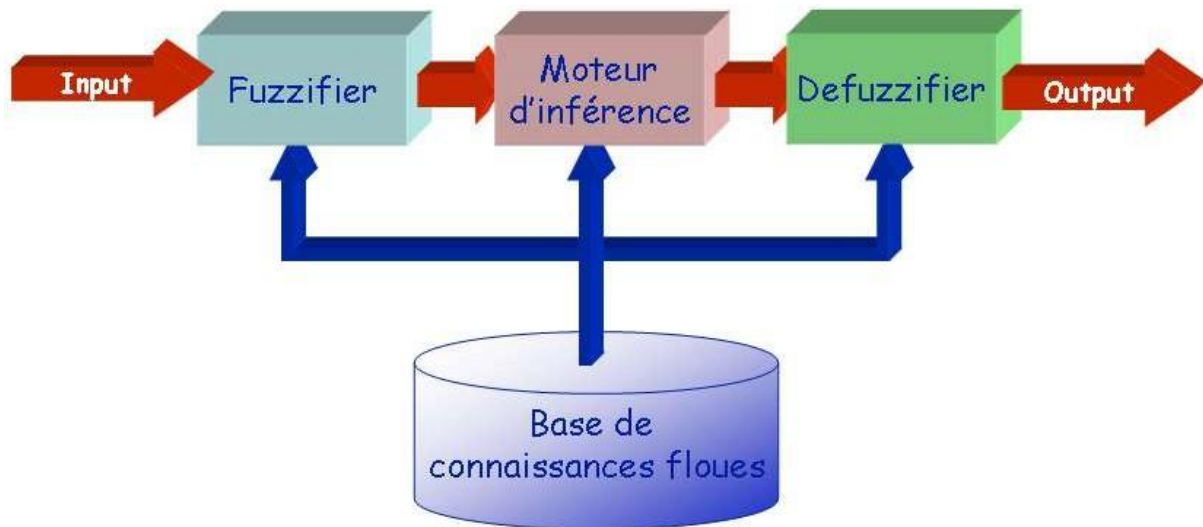 Input
Fuzzifier
Moteur
d'inférence
Defuzzifier
Output
Base de
connaissances floues